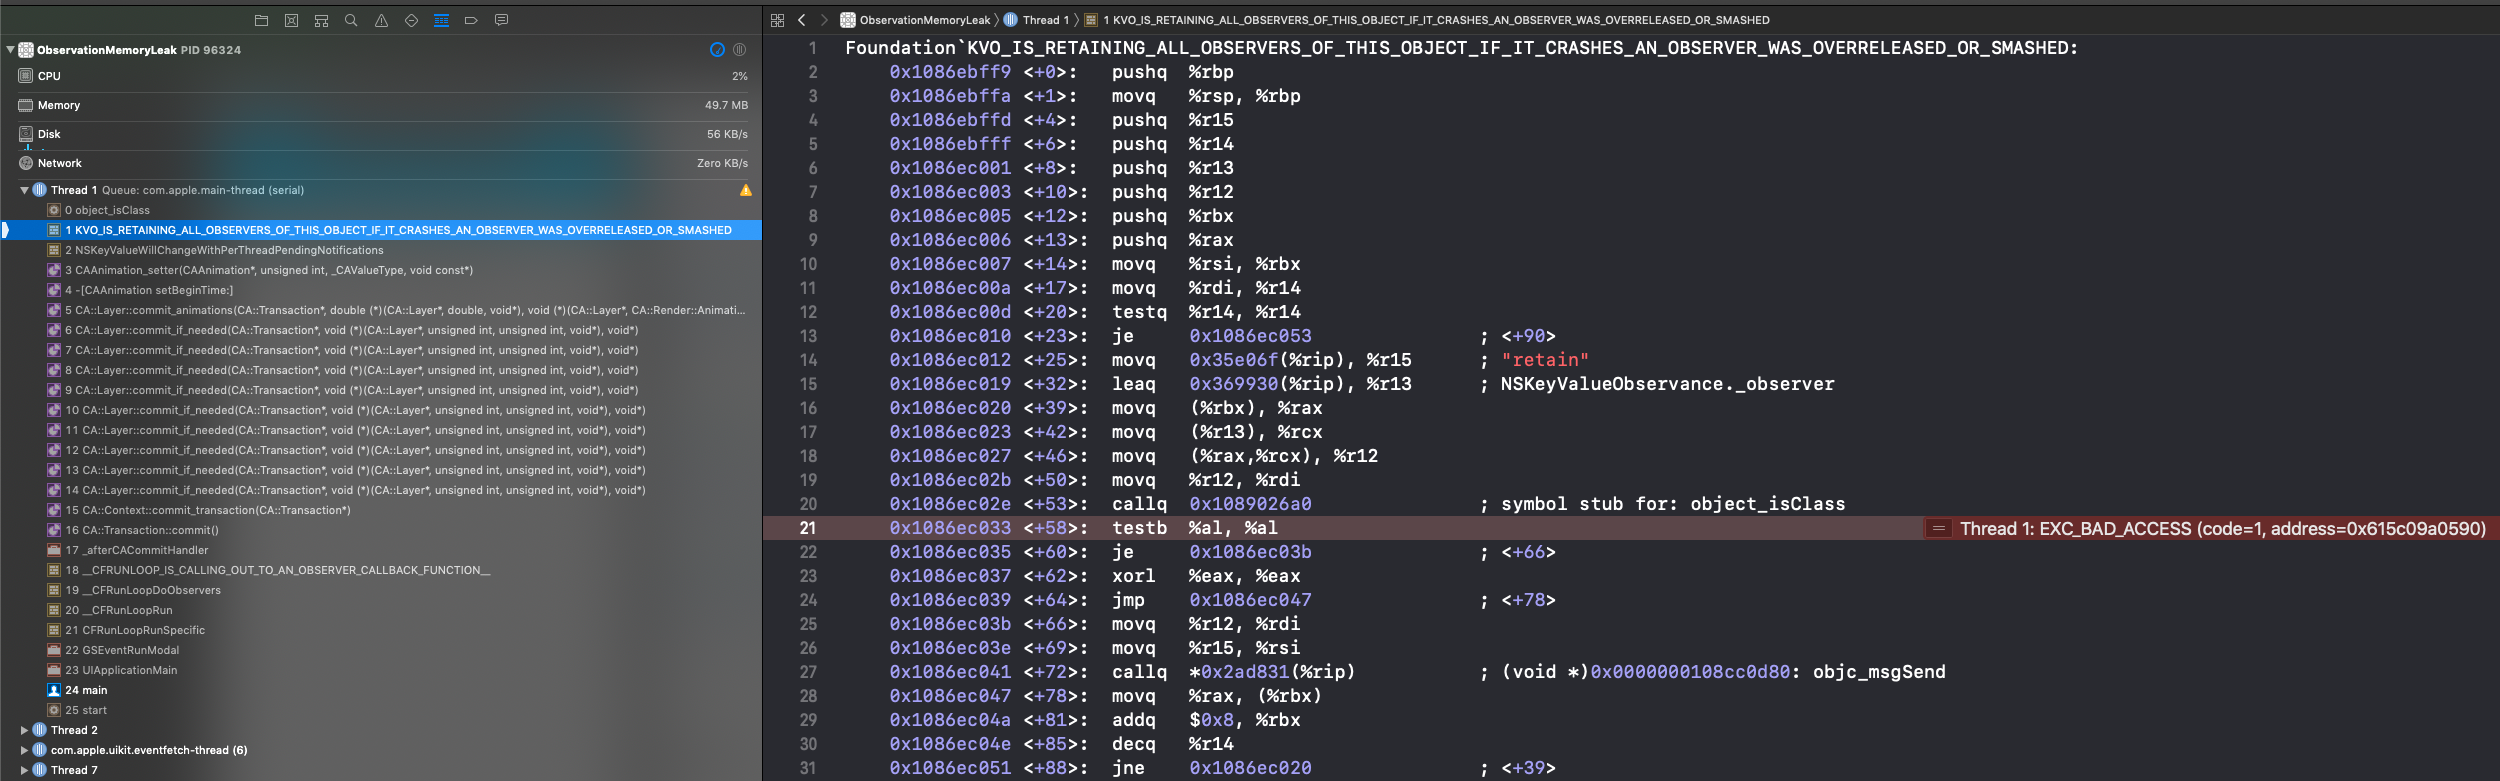 ObservationMemoryLeak PID 96324
CPU 2%
Memory 49.7 MB
Disk 56 KB/s
Network Zero KB/s
Thread 1 Queue: com.apple.main-thread (serial)
0 object_isClass
1 KVO_IS_RETAINING_ALL_OBSERVERS_OF_THIS_OBJECT_IF_IT_CRASHES_AN_OBSERVER_WAS_OVERRELEASED_OR_SMASHED
2 NSKeyValueWillChangeWithPerThreadPendingNotifications
3 CAAnimation_setter(CAAnimation*, unsigned int, _CAValueType, void const*)
4 -[CAAnimation setBeginTime:]
5 CA::Layer::commit_animations(CA::Transaction*, double (*)(CA::Layer*, double, void*), void (*)(CA::Layer*, CA::Render::Animati...
6 CA::Layer::commit_if_needed(CA::Transaction*, void (*)(CA::Layer*, unsigned int, unsigned int, void*), void*)
7 CA::Layer::commit_if_needed(CA::Transaction*, void (*)(CA::Layer*, unsigned int, unsigned int, void*), void*)
8 CA::Layer::commit_if_needed(CA::Transaction*, void (*)(CA::Layer*, unsigned int, unsigned int, void*), void*)
9 CA::Layer::commit_if_needed(CA::Transaction*, void (*)(CA::Layer*, unsigned int, unsigned int, void*), void*)
10 CA::Layer::commit_if_needed(CA::Transaction*, void (*)(CA::Layer*, unsigned int, unsigned int, void*), void*)
11 CA::Layer::commit_if_needed(CA::Transaction*, void (*)(CA::Layer*, unsigned int, unsigned int, void*), void*)
12 CA::Layer::commit_if_needed(CA::Transaction*, void (*)(CA::Layer*, unsigned int, unsigned int, void*), void*)
13 CA::Layer::commit_if_needed(CA::Transaction*, void (*)(CA::Layer*, unsigned int, unsigned int, void*), void*)
14 CA::Layer::commit_if_needed(CA::Transaction*, void (*)(CA::Layer*, unsigned int, unsigned int, void*), void*)
15 CA::Context::commit_transaction(CA::Transaction*)
16 CA::Transaction::commit()
17 _afterCACommitHandler
18 __CFRUNLOOP_IS_CALLING_OUT_TO_AN_OBSERVER_CALLBACK_FUNCTION__
19 __CFRunLoopDoObservers
20 __CFRunLoopRun
21 CFRunLoopRunSpecific
22 GSEventRunModal
23 UIApplicationMain
24 main
25 start
Thread 2
com.apple.uikit.eventfetch-thread (6)
Thread 7
ObservationMemoryLeak Thread 1 1 KVO_IS_RETAINING_ALL_OBSERVERS_OF_THIS_OBJECT_IF_IT_CRASHES_AN_OBSERVER_WAS_OVERRELEASED_OR_SMASHED
1 Foundation`KVO_IS_RETAINING_ALL_OBSERVERS_OF_THIS_OBJECT_IF_IT_CRASHES_AN_OBSERVER_WAS_OVERRELEASED_OR_SMASHED:
2 0x1086ebff9 <+0>: pushq %rbp
3 0x1086ebffa <+1>: movq %rsp, %rbp
4 0x1086ebffd <+4>: pushq %r15
5 0x1086ebfff <+6>: pushq %r14
6 0x1086ec001 <+8>: pushq %r13
7 0x1086ec003 <+10>: pushq %r12
8 0x1086ec005 <+12>: pushq %rbx
9 0x1086ec006 <+13>: pushq %rax
10 0x1086ec007 <+14>: movq %rsi, %rbx
11 0x1086ec00a <+17>: movq %rdi, %r14
12 0x1086ec00d <+20>: testq %r14, %r14
13 0x1086ec010 <+23>: je 0x1086ec053 ; <+90>
14 0x1086ec012 <+25>: movq 0x35e06f(%rip), %r15 ; "retain"
15 0x1086ec019 <+32>: leaq 0x369930(%rip), %r13 ; NSKeyValueObservance._observer
16 0x1086ec020 <+39>: movq (%rbx), %rax
17 0x1086ec023 <+42>: movq (%r13), %rcx
18 0x1086ec027 <+46>: movq (%rax,%rcx), %r12
19 0x1086ec02b <+50>: movq %r12, %rdi
20 0x1086ec02e <+53>: callq 0x1089026a0 ; symbol stub for: object_isClass
21 0x1086ec033 <+58>: testb %al, %al Thread 1: EXC_BAD_ACCESS (code=1, address=0x615c09a0590)
22 0x1086ec035 <+60>: je 0x1086ec03b ; <+66>
23 0x1086ec037 <+62>: xorl %eax, %eax
24 0x1086ec039 <+64>: jmp 0x1086ec047 ; <+78>
25 0x1086ec03b <+66>: movq %r12, %rdi
26 0x1086ec03e <+69>: movq %r15, %rsi
27 0x1086ec041 <+72>: callq *0x2ad831(%rip) ; (void *)0x0000000108cc0d80: objc_msgSend
28 0x1086ec047 <+78>: movq %rax, (%rbx)
29 0x1086ec04a <+81>: addq $0x8, %rbx
30 0x1086ec04e <+85>: decq %r14
31 0x1086ec051 <+88>: jne 0x1086ec020 ; <+39>